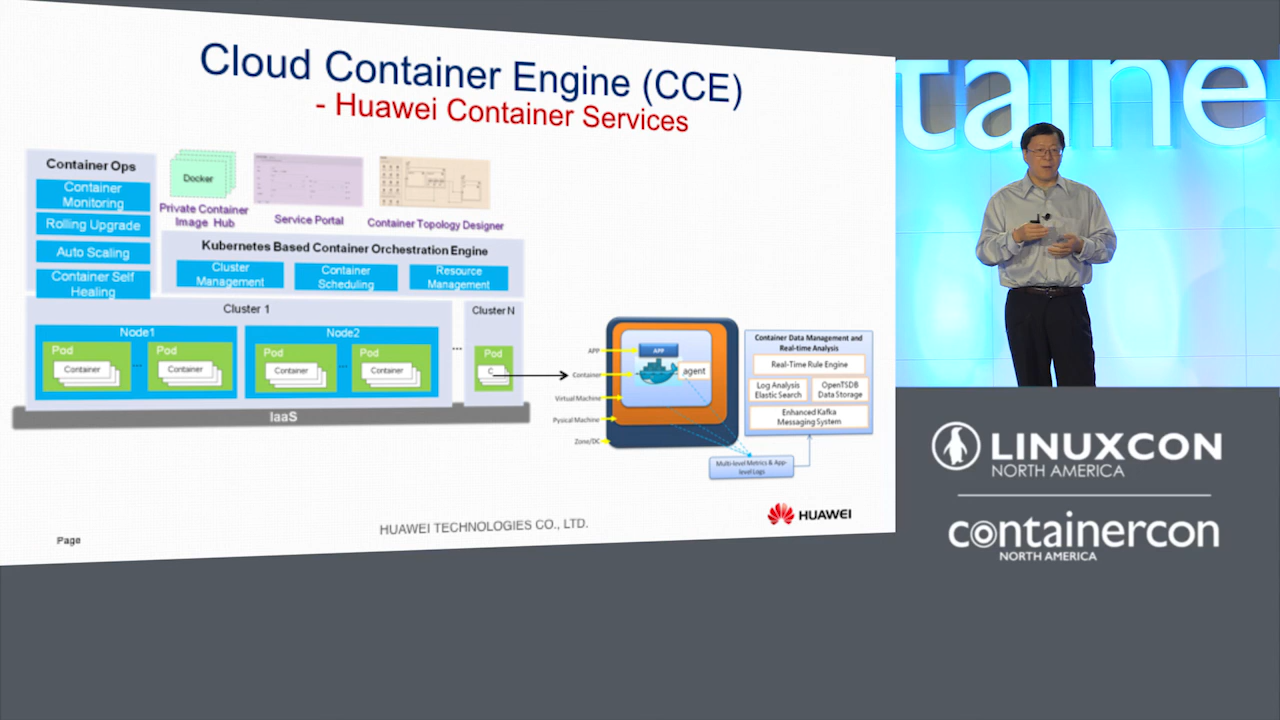 Cloud Container Engine (CCE)
- Huawei Container Services
Container Ops
Container
Monitoring
Rolling Upgrade
Auto Scaling
Container Self
Healing
Docker
Private Container
Image Hub
Service Portal
Container Topology Designer
Kubernetes Based Container Orchestration Engine
Cluster
Management
Container
Scheduling
Resource
Management
Cluster 1
Node1
Pod
Container
...
Pod
Container
Node2
Pod
Container
...
Pod
Container
...
Cluster N
Pod
C
IaaS
APP
Container
Virtual Machine
Pysical Machine
Zone/DC
APP
agent
Multi-level Metrics & App-
level Logs
Container Data Management and
Real-time Analysis
Real-Time Rule Engine
Log Analysis
Elastic Search
OpenTSDB
Data Storage
Enhanced Kafka
Messaging System
Page
HUAWEI TECHNOLOGIES CO., LTD.
HUAWEI
taine
LINUXCON
NORTH AMERICA
containercon
NORTH AMERICA